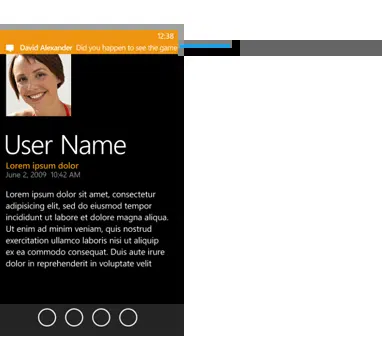 12:38
David Alexander Did you happen to see the game
User Name
Lorem ipsum dolor
June 2, 2009 10:42 AM
Lorem ipsum dolor sit amet, consectetur
adipisicing elit, sed do eiusmod tempor
incididunt ut labore et dolore magna aliqua.
Ut enim ad minim veniam, quis nostrud
exercitation ullamco laboris nisi ut aliquip
ex ea commodo consequat. Duis aute irure
dolor in reprehenderit in voluptate velit